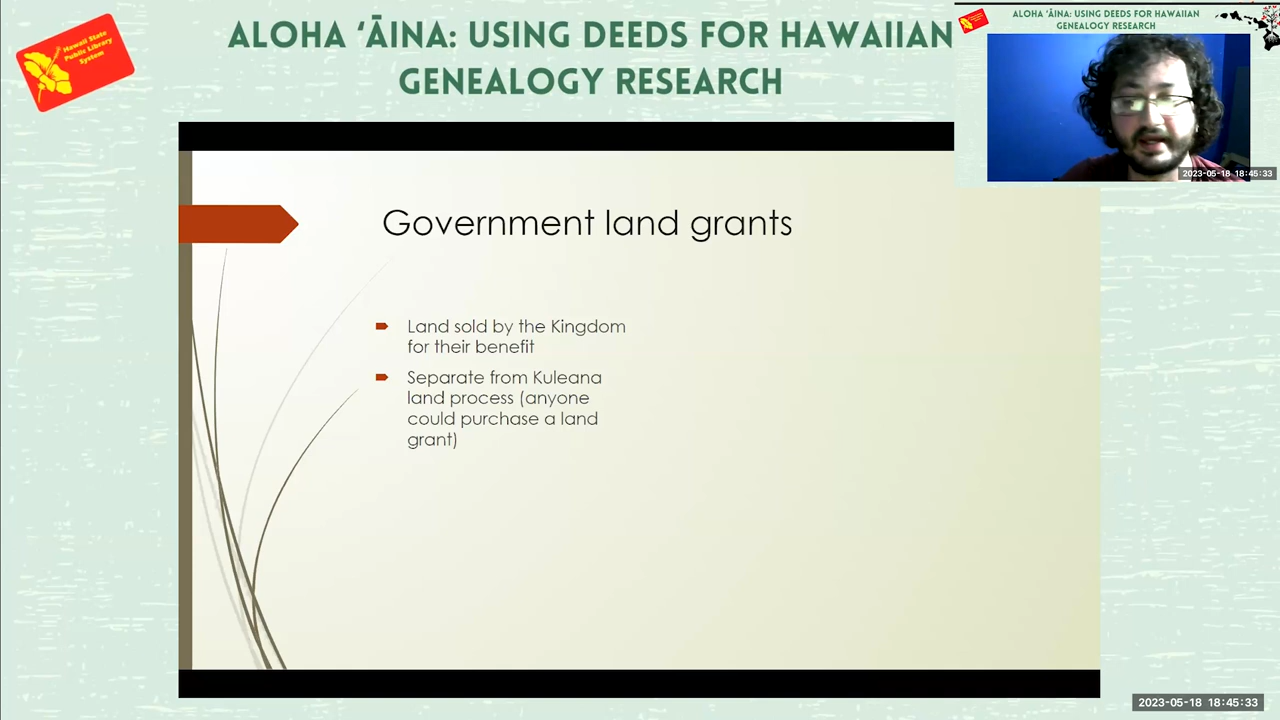 Hawaii State
Public Library
System
ALOHA ʻĀINA: USING DEEDS FOR HAWAIIAN
GENEALOGY RESEARCH
ALOHA ʻĀINA: USING DEEDS FOR HAWAIIAN
GENEALOGY RESEARCH
2023-05-18 18:45:33
Government land grants
Land sold by the Kingdom
for their benefit
Separate from Kuleana
land process (anyone
could purchase a land
grant)
2023-05-18 18:45:33